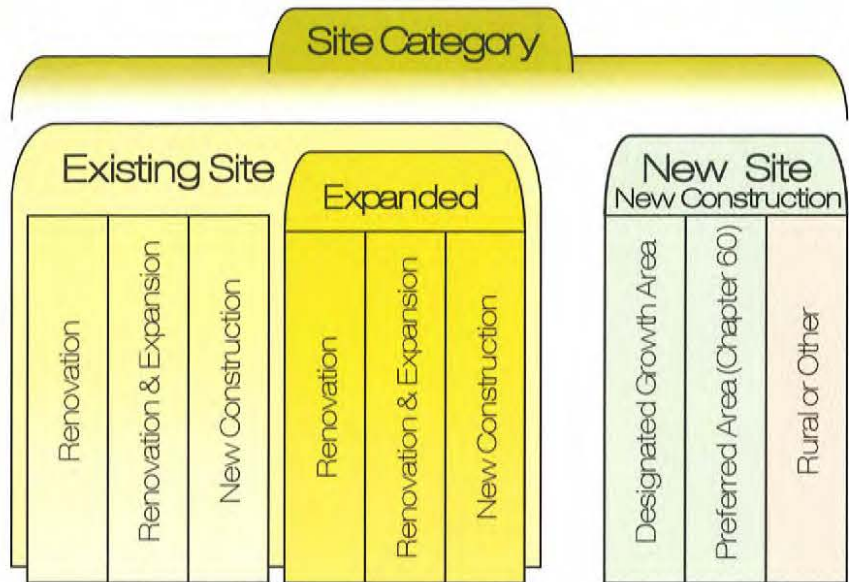 Site Category
Existing Site
Expanded
New Site
New Construction
Renovation
Renovation & Expansion
New Construction
Renovation
Renovation & Expansion
New Construction
Designated Growth Area
Preferred Area (Chapter 60)
Rural or Other